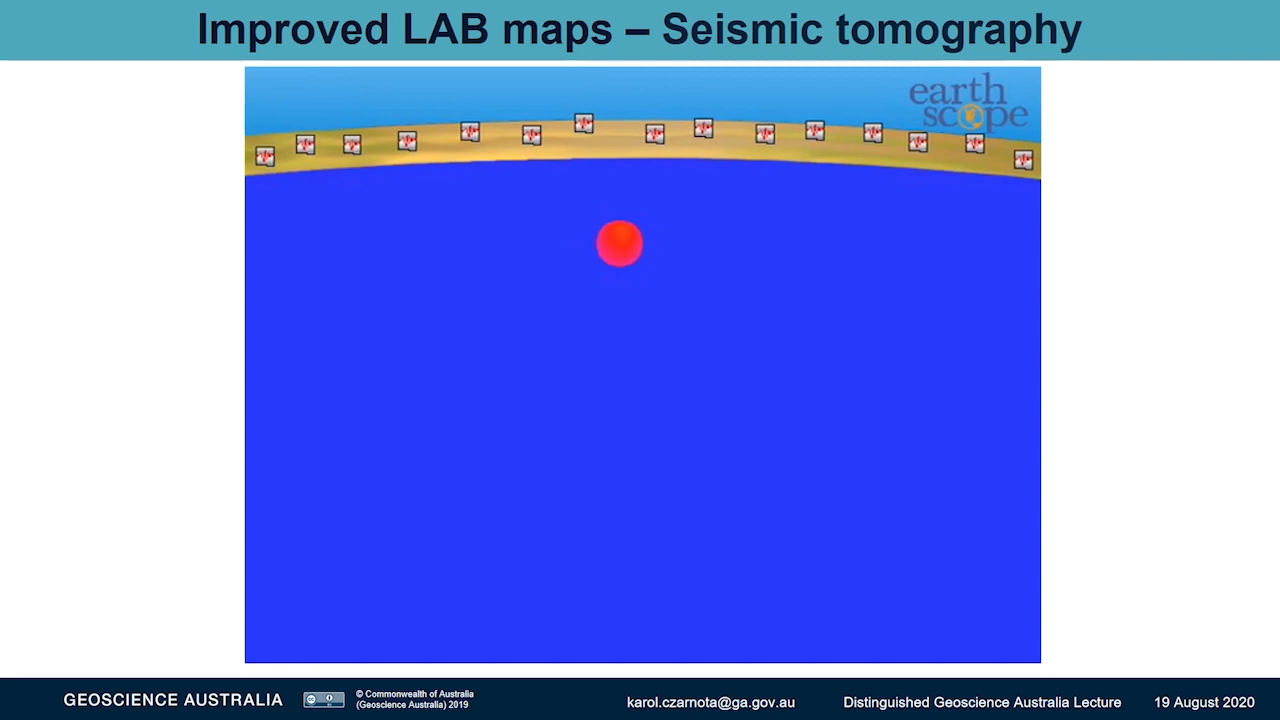 Improved LAB maps – Seismic tomography
earth
scope
GEOSCIENCE AUSTRALIA
© Commonwealth of Australia
(Geoscience Australia) 2019
karol.czarnota@ga.gov.au
Distinguished Geoscience Australia Lecture
19 August 2020